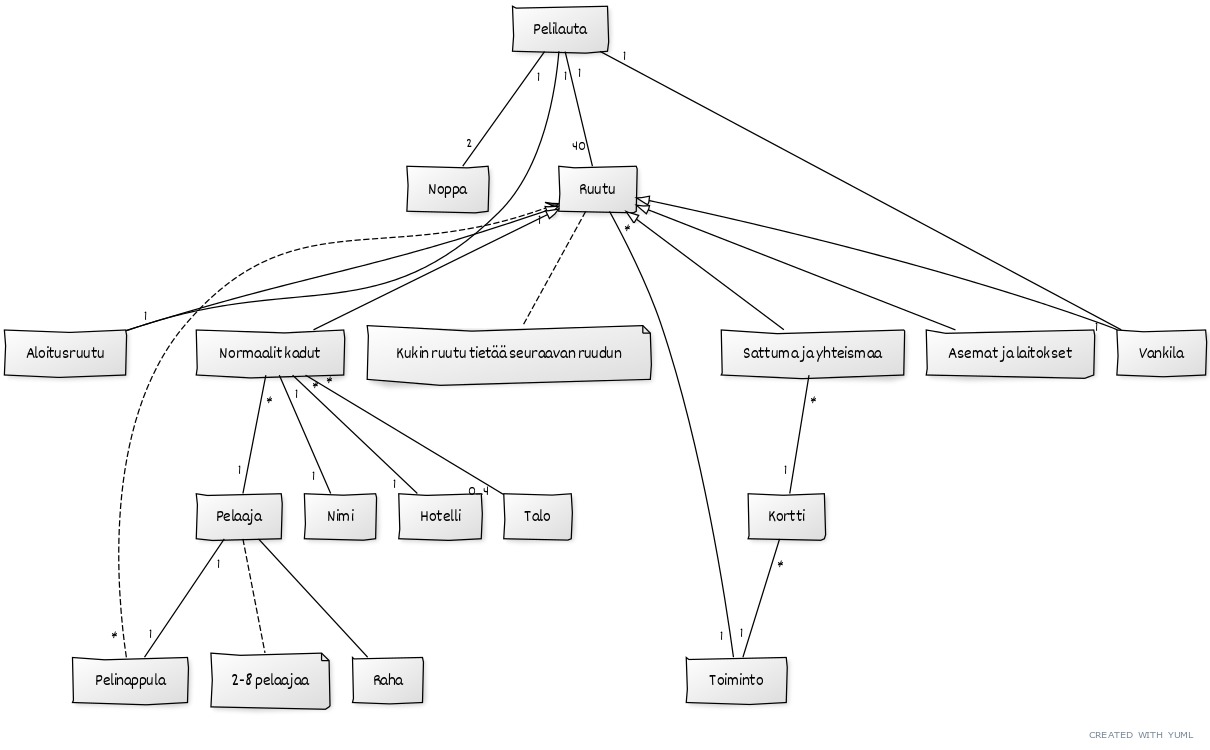 Pelilauta
1
1
1
1
2
40
Noppa
Ruutu
1
*
1
1
Aloitusruutu
Normaalit kadut
Kukin ruutu tietää seuraavan ruudun
Sattuma ja yhteismaa
Asemat ja laitokset
Vankila
*
1
*
*
*
1
1
1
0..4
1
Pelaaja
Nimi
Hotelli
Talo
Kortti
1
*
*
1
1
1
Pelinappula
2-8 pelaajaa
Raha
Toiminto
CREATED WITH YUML